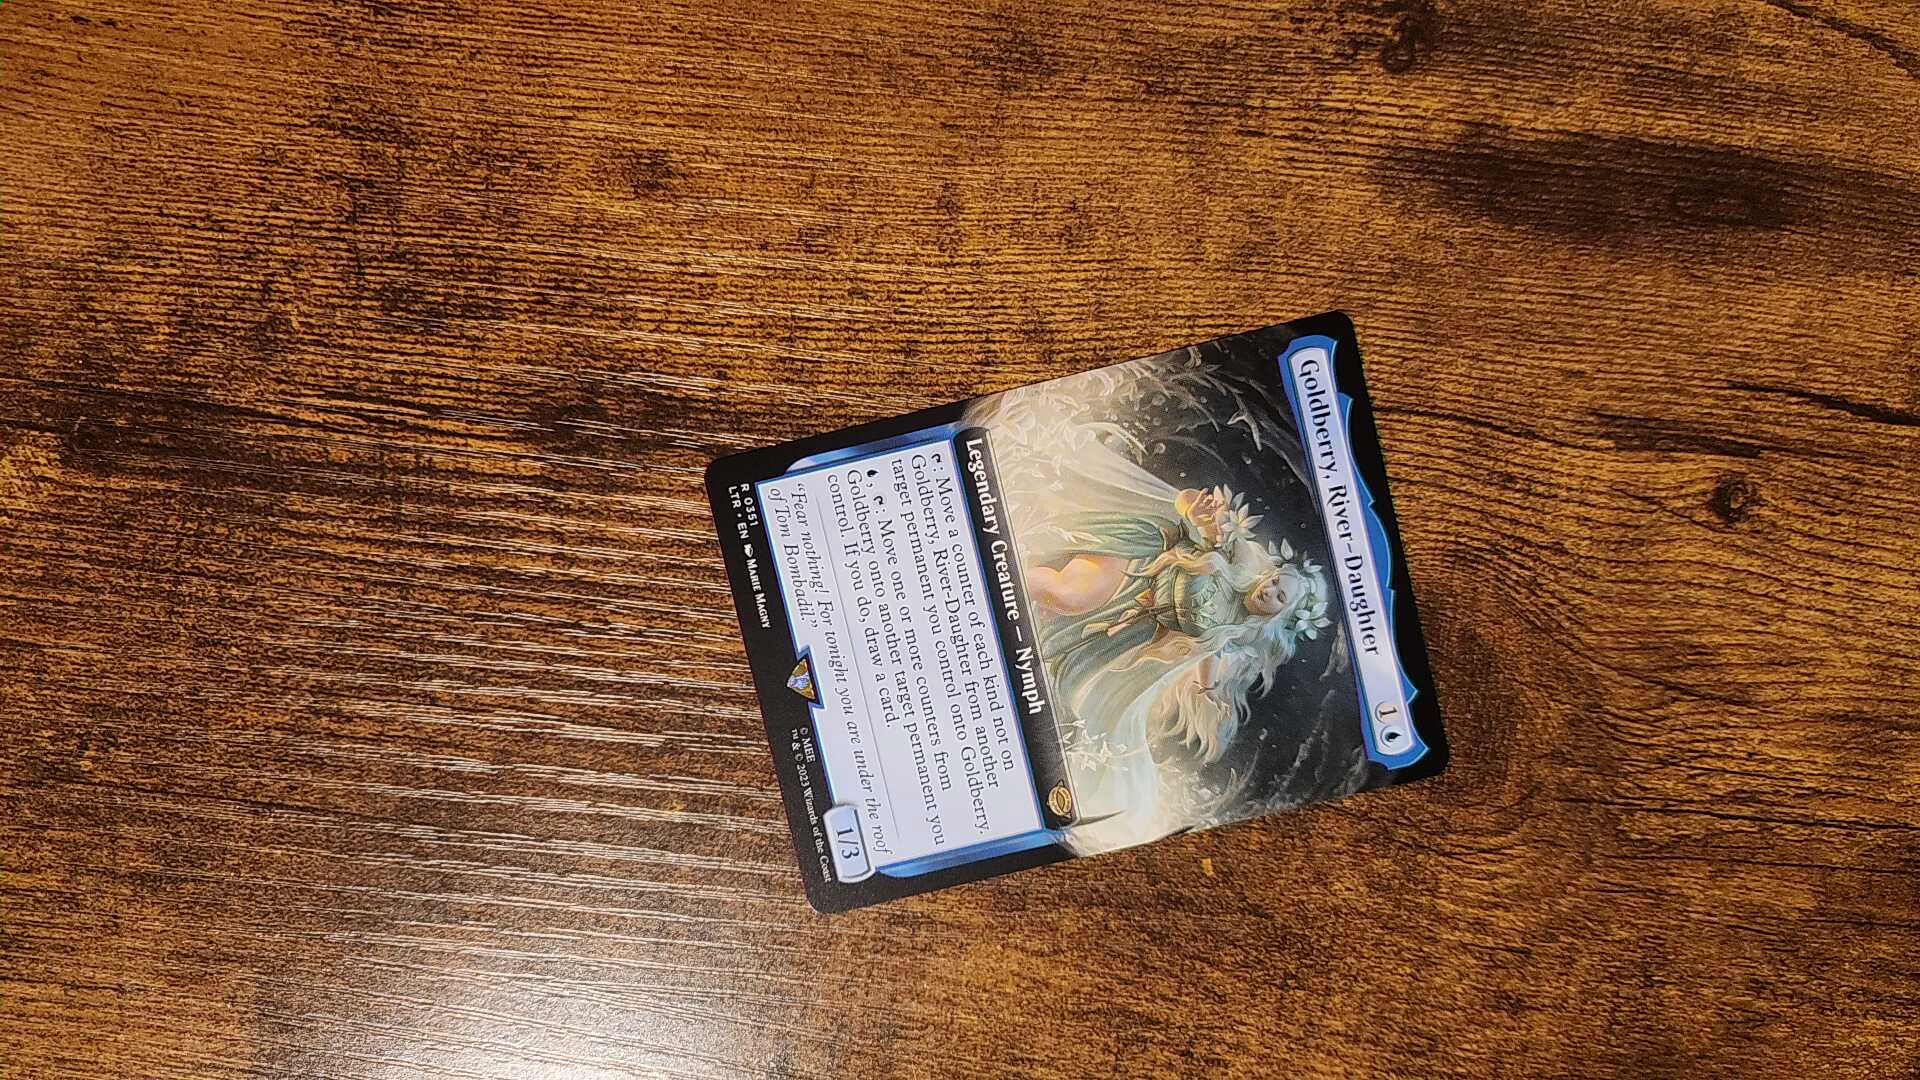 Goldberry, River-Daughter
1
Legendary Creature — Nymph
: Move a counter of each kind not on
Goldberry, River-Daughter from another
target permanent you control onto Goldberry.
, : Move one or more counters from
Goldberry onto another target permanent you
control. If you do, draw a card.
"Fear nothing! For tonight you are under the roof
of Tom Bombadil."
1/3
R 0351
LTR • EN Marie Magny
© MEE
™ & © 2023 Wizards of the Coast